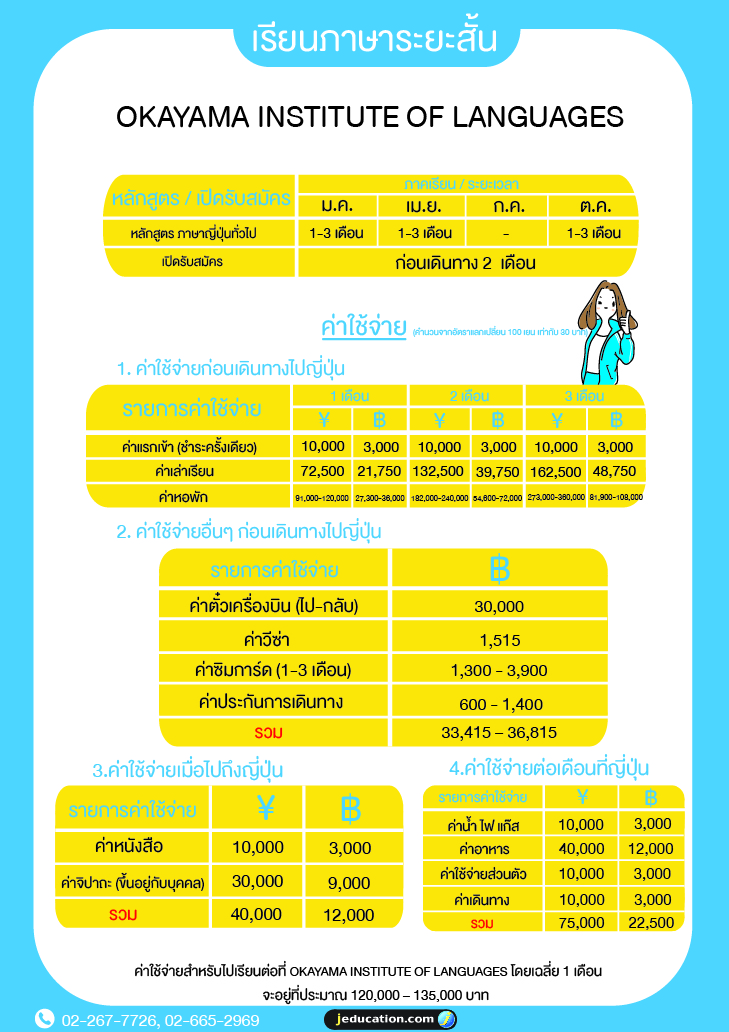 เรียนภาษาระยะสั้น
OKAYAMA INSTITUTE OF LANGUAGES
หลักสูตร / เปิดรับสมัคร ภาคเรียน / ระยะเวลา
ม.ค. เม.ย. ก.ค. ต.ค.
หลักสูตร ภาษาญี่ปุ่นทั่วไป 1-3 เดือน 1-3 เดือน - 1-3 เดือน
เปิดรับสมัคร ก่อนเดินทาง 2 เดือน
ค่าใช้จ่าย (คำนวนจากอัตราแลกเปลี่ยน 100 เยน เท่ากับ 30 บาท)
1. ค่าใช้จ่ายก่อนเดินทางไปญี่ปุ่น
รายการค่าใช้จ่าย 1 เดือน 2 เดือน 3 เดือน
¥ ฿ ¥ ฿ ¥ ฿
ค่าแรกเข้า (ชำระครั้งเดียว) 10,000 3,000 10,000 3,000 10,000 3,000
ค่าเล่าเรียน 72,500 21,750 132,500 39,750 162,500 48,750
ค่าหอพัก 91,000-120,000 27,300-36,000 182,000-240,000 54,600-72,000 273,000-360,000 81,900-108,000
2. ค่าใช้จ่ายอื่นๆ ก่อนเดินทางไปญี่ปุ่น
รายการค่าใช้จ่าย ฿
ค่าตั๋วเครื่องบิน (ไป-กลับ) 30,000
ค่าวีซ่า 1,515
ค่าซิมการ์ด (1-3 เดือน) 1,300 - 3,900
ค่าประกันการเดินทาง 600 - 1,400
รวม 33,415 – 36,815
3.ค่าใช้จ่ายเมื่อไปถึงญี่ปุ่น
รายการค่าใช้จ่าย ¥ ฿
ค่าหนังสือ 10,000 3,000
ค่าจิปาถะ (ขึ้นอยู่กับบุคคล) 30,000 9,000
รวม 40,000 12,000
4.ค่าใช้จ่ายต่อเดือนที่ญี่ปุ่น
รายการค่าใช้จ่าย ¥ ฿
ค่าน้ำ ไฟ แก๊ส 10,000 3,000
ค่าอาหาร 40,000 12,000
ค่าใช้จ่ายส่วนตัว 10,000 3,000
ค่าเดินทาง 10,000 3,000
รวม 75,000 22,500
ค่าใช้จ่ายสำหรับไปเรียนต่อที่ OKAYAMA INSTITUTE OF LANGUAGES โดยเฉลี่ย 1 เดือน
จะอยู่ที่ประมาณ 120,000 – 135,000 บาท
02-267-7726, 02-665-2969 jeducation.com